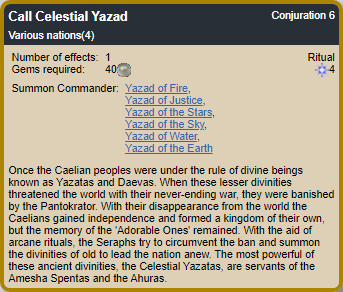 Call Celestial Yazad
Conjuration 6
Various nations(4)
Number of effects: 1
Ritual
Gems required: 40
4
Summon Commander: Yazad of Fire,
Yazad of Justice,
Yazad of the Stars,
Yazad of the Sky,
Yazad of Water,
Yazad of the Earth
Once the Caelian peoples were under the rule of divine beings
known as Yazatas and Daevas. When these lesser divinities
threatened the world with their never-ending war, they were banished
by the Pantokrator. With their disappearance from the world the
Caelians gained independence and formed a kingdom of their own,
but the memory of the 'Adorable Ones' remained. With the aid of
arcane rituals, the Seraphs try to circumvent the ban and summon
the divinities of old to lead the nation anew. The most powerful of
these ancient divinities, the Celestial Yazatas, are servants of the
Amesha Spentas and the Ahuras.